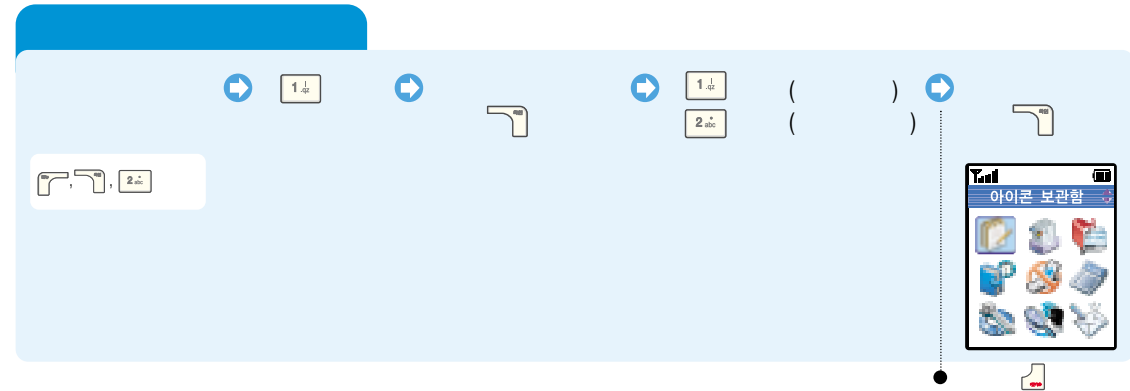 1 ㅣ .qz
1 ㅣ .qz ( )
2 abc ( )
, , 2 abc
아이콘 보관함